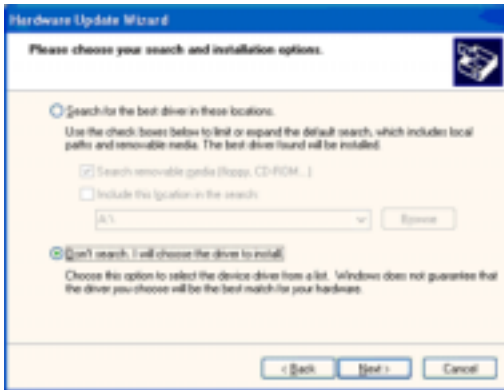 Hardware Update Wizard
Please choose your search and installation options.
Search for the best driver in these locations.
Use the check boxes below to limit or expand the default search, which includes local
paths and removable media. The best driver found will be installed.
Search removable media (floppy, CD-ROM...)
Include this location in the search:
A:\
Browse
Don't search. I will choose the driver to install.
Choose this option to select the device driver from a list. Windows does not guarantee that
the driver you choose will be the best match for your hardware.
< Back
Next >
Cancel